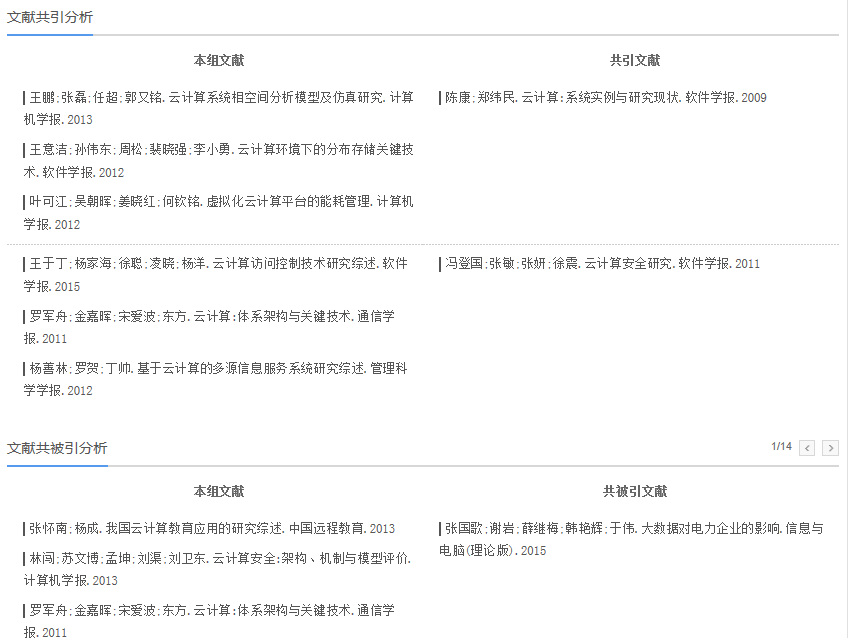 文献共引分析
本组文献 共引文献
王鹏;张磊;任超;郭又铭.云计算系统相空间分析模型及仿真研究.计算
机学报.2013
陈康;郑纬民.云计算:系统实例与研究现状.软件学报.2009
王意洁;孙伟东;周松;裴晓强;李小勇.云计算环境下的分布存储关键技
术.软件学报.2012
叶可江;吴朝晖;姜晓红;何钦铭.虚拟化云计算平台的能耗管理.计算机
学报.2012
王于丁;杨家海;徐聪;凌晓;杨洋.云计算访问控制技术研究综述.软件
学报.2015
冯登国;张敏;张妍;徐震.云计算安全研究.软件学报.2011
罗军舟;金嘉晖;宋爱波;东方.云计算:体系架构与关键技术.通信学
报.2011
杨善林;罗贺;丁帅.基于云计算的多源信息服务系统研究综述.管理科
学学报.2012
文献共被引分析 1/14 < >
本组文献 共被引文献
张怀南;杨成.我国云计算教育应用的研究综述.中国远程教育.2013
张国歌;谢岩;薛继梅;韩艳辉;于伟.大数据对电力企业的影响.信息与
电脑(理论版).2015
林闯;苏文博;孟坤;刘渠;刘卫东.云计算安全:架构、机制与模型评价.
计算机学报.2013
罗军舟;金嘉晖;宋爱波;东方.云计算:体系架构与关键技术.通信学
报.2011